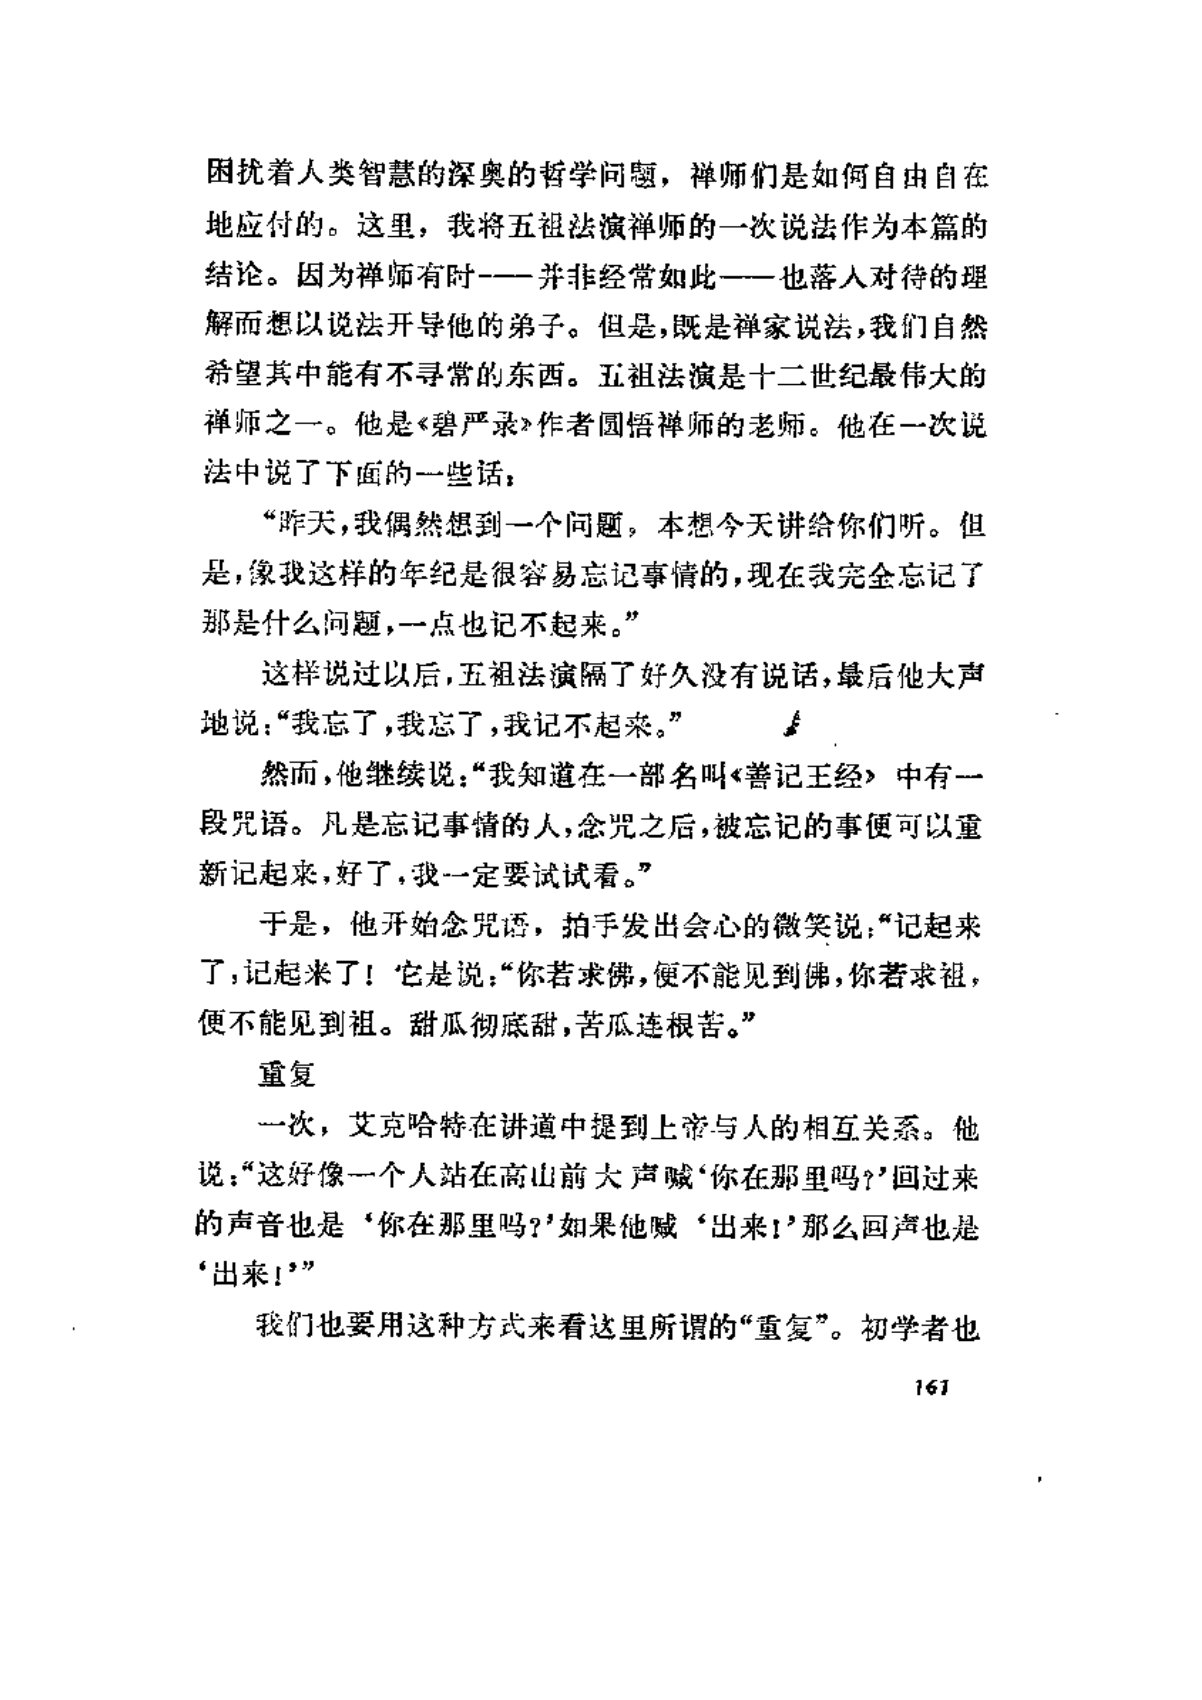 困扰着人类智慧的深奥的哲学问题，禅师们是如何自由自在
地应付的。这里，我将五祖法演禅师的一次说法作为本篇的
结论。因为禅师有时——并非经常如此——也落入对待的理
解而想以说法开导他的弟子。但是，既是禅家说法，我们自然
希望其中能有不寻常的东西。五祖法演是十二世纪最伟大的
禅师之一。他是《碧严录》作者圆悟禅师的老师。他在一次说
法中说了下面的一些话：
“昨天，我偶然想到一个问题，本想今天讲给你们听。但
是，像我这样的年纪是很容易忘记事情的，现在我完全忘记了
那是什么问题，一点也记不起来。”
这样说过以后，五祖法演隔了好久没有说话，最后他大声
地说：“我忘了，我忘了，我记不起来。”
然而，他继续说：“我知道在一部名叫《善记王经》中有一
段咒语。凡是忘记事情的人，念咒之后，被忘记的事便可以重
新记起来，好了，我一定要试试看。”
于是，他开始念咒语，拍手发出会心的微笑说：“记起来
了，记起来了！它是说：“你若求佛，便不能见到佛，你若求祖，
便不能见到祖。甜瓜彻底甜，苦瓜连根苦。”
重复
一次，艾克哈特在讲道中提到上帝与人的相互关系。他
说：“这好像一个人站在高山前大声喊‘你在那里吗？’回过来
的声音也是‘你在那里吗？’如果他喊‘出来！’那么回声也是
‘出来！’”
我们也要用这种方式来看这里所谓的“重复”。初学者也
161